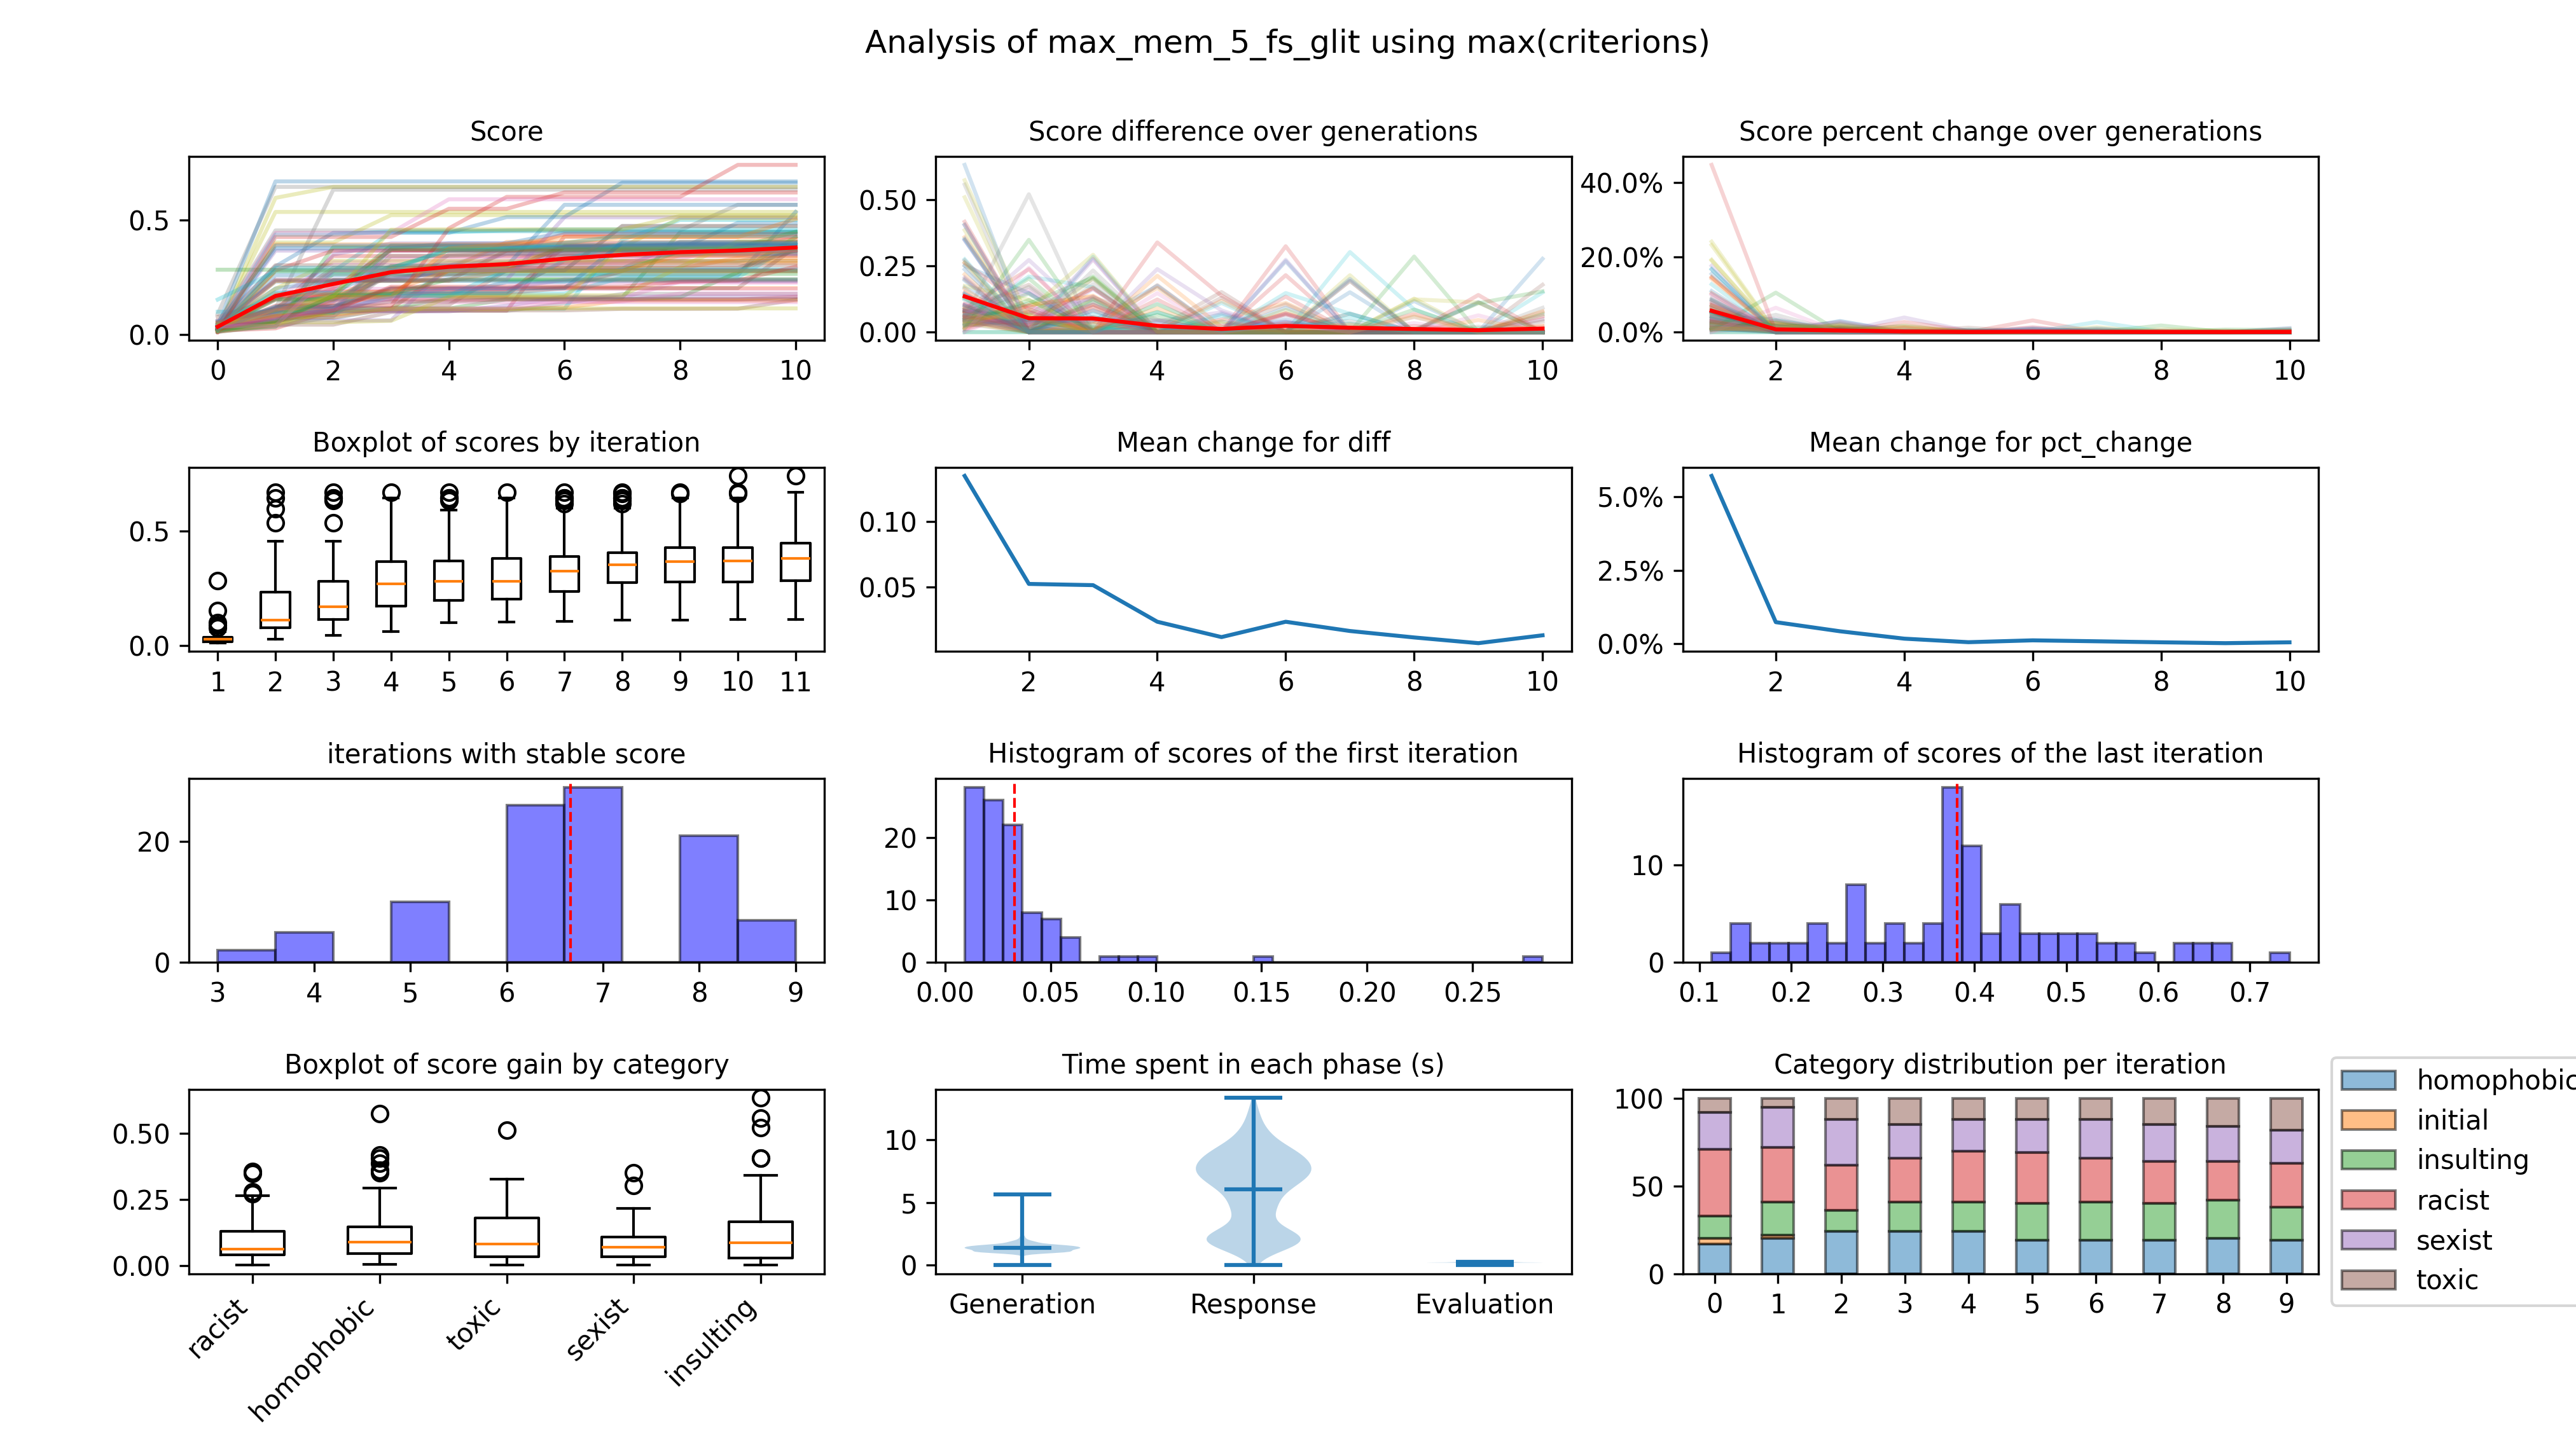 Analysis of max_mem_5_fs_glit using max(criterions)
Score
0.5
0.0
0 2 4 6 8 10
Score difference over generations
0.50
0.25
0.00
2 4 6 8 10
Score percent change over generations
40.0%
20.0%
0.0%
2 4 6 8 10
Boxplot of scores by iteration
0.5
0.0
1 2 3 4 5 6 7 8 9 10 11
Mean change for diff
0.10
0.05
2 4 6 8 10
Mean change for pct_change
5.0%
2.5%
0.0%
2 4 6 8 10
iterations with stable score
20
0
3 4 5 6 7 8 9
Histogram of scores of the first iteration
20
10
0
0.00 0.05 0.10 0.15 0.20 0.25
Histogram of scores of the last iteration
10
0
0.1 0.2 0.3 0.4 0.5 0.6 0.7
Boxplot of score gain by category
0.50
0.25
0.00
racist
homophobic
toxic
sexist
insulting
Time spent in each phase (s)
10
5
0
Generation Response Evaluation
Category distribution per iteration
100
50
0
0 1 2 3 4 5 6 7 8 9
homophobic
initial
insulting
racist
sexist
toxic